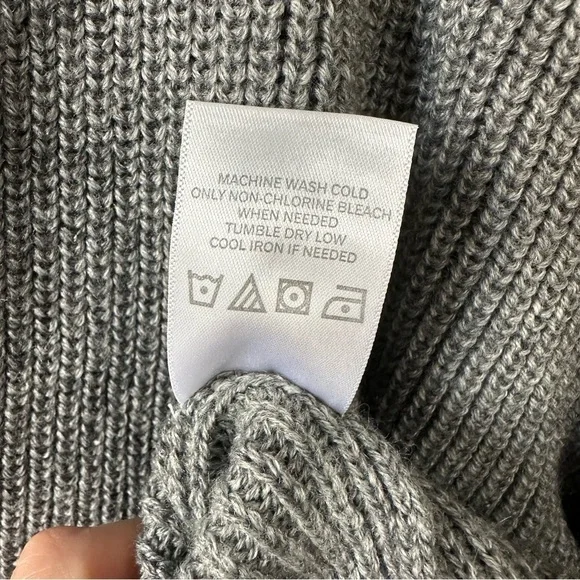 MACHINE WASH COLD
ONLY NON-CHLORINE BLEACH
WHEN NEEDED
TUMBLE DRY LOW
COOL IRON IF NEEDED